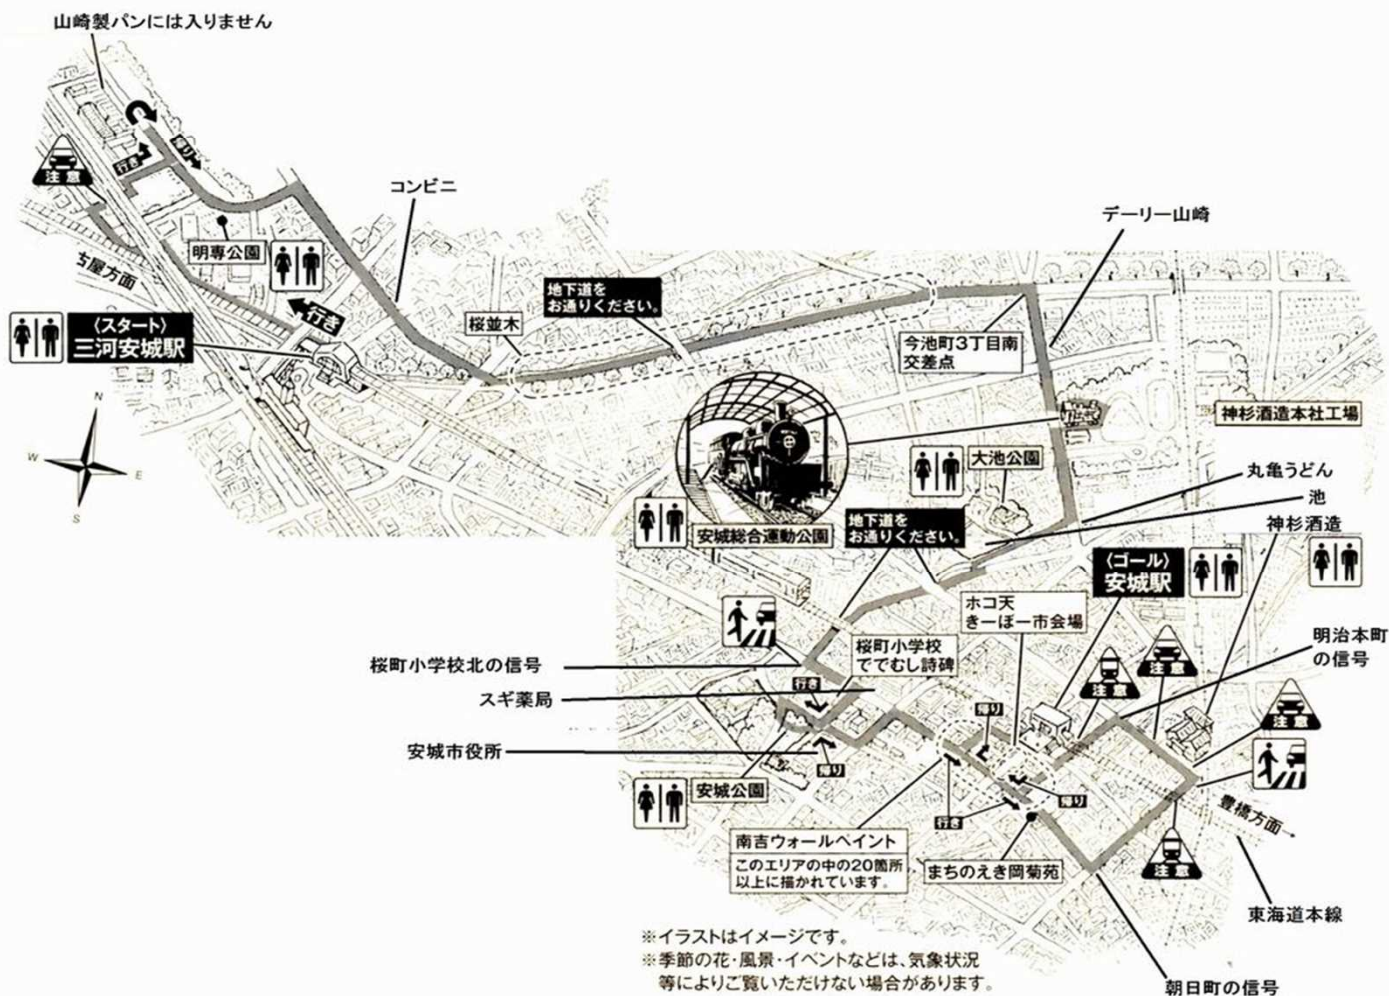 山崎製パンには入りません
行き
帰り
注意
コンビニ
デーリー山崎
明専公園
古屋方面
行き
地下道を
お通りください。
桜並木
〈スタート〉
三河安城駅
今池町3丁目南
交差点
N
W
E
S
神杉酒造本社工場
大池公園
丸亀うどん
池
神杉酒造
安城総合運動公園
地下道を
お通りください。
〈ゴール〉
安城駅
ホコ天
きーぼー市会場
明治本町
の信号
桜町小学校
ででむし詩碑
桜町小学校北の信号
注意
注意
行き
スギ薬局
帰り
注意
安城市役所
帰り
安城公園
帰り
行き
豊橋方面→
南吉ウォールペイント
このエリアの中の20箇所
以上に描かれています。
まちのえき岡菊苑
注意
東海道本線
※イラストはイメージです。
※季節の花・風景・イベントなどは、気象状況
等によりご覧いただけない場合があります。
朝日町の信号